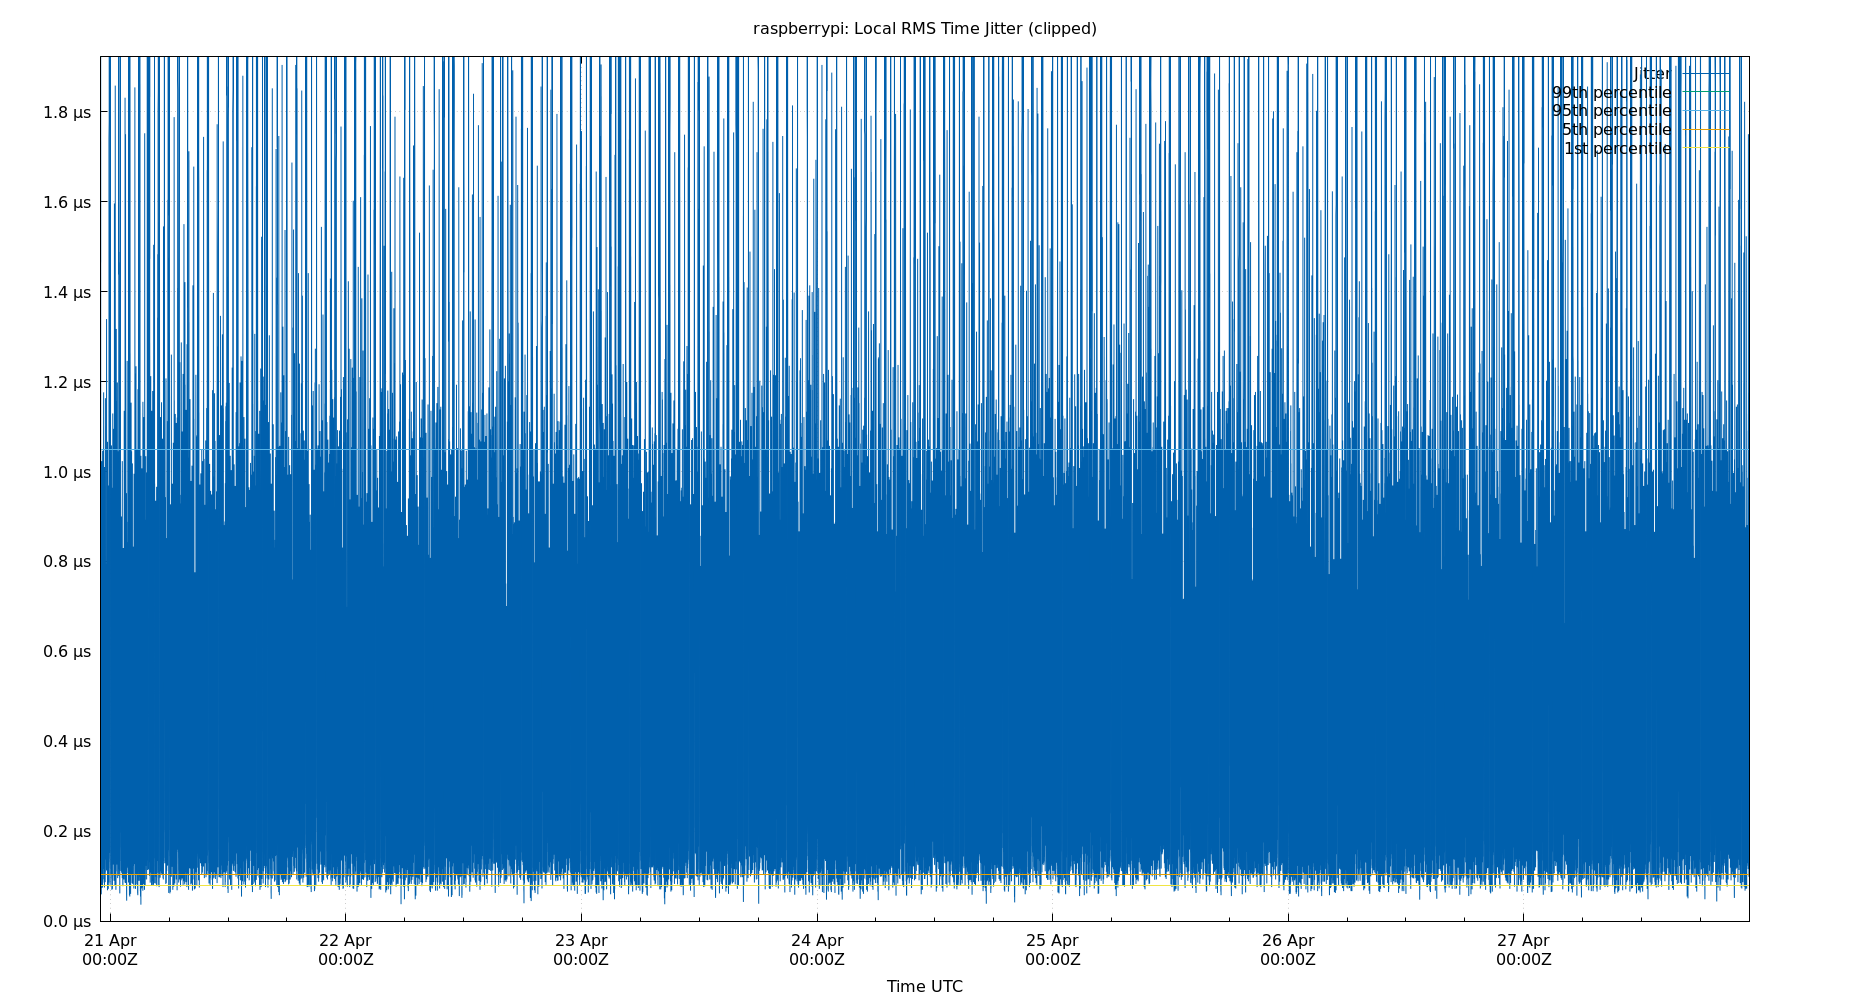 raspberrypi: Local RMS Time Jitter (clipped)
Jitter
99th percentile
95th percentile
5th percentile
1st percentile
1.8 µs
1.6 µs
1.4 µs
1.2 µs
1.0 µs
0.8 µs
0.6 µs
0.4 µs
0.2 µs
0.0 µs
21 Apr 22 Apr 23 Apr 24 Apr 25 Apr 26 Apr 27 Apr
00:00Z 00:00Z 00:00Z 00:00Z 00:00Z 00:00Z 00:00Z
Time UTC